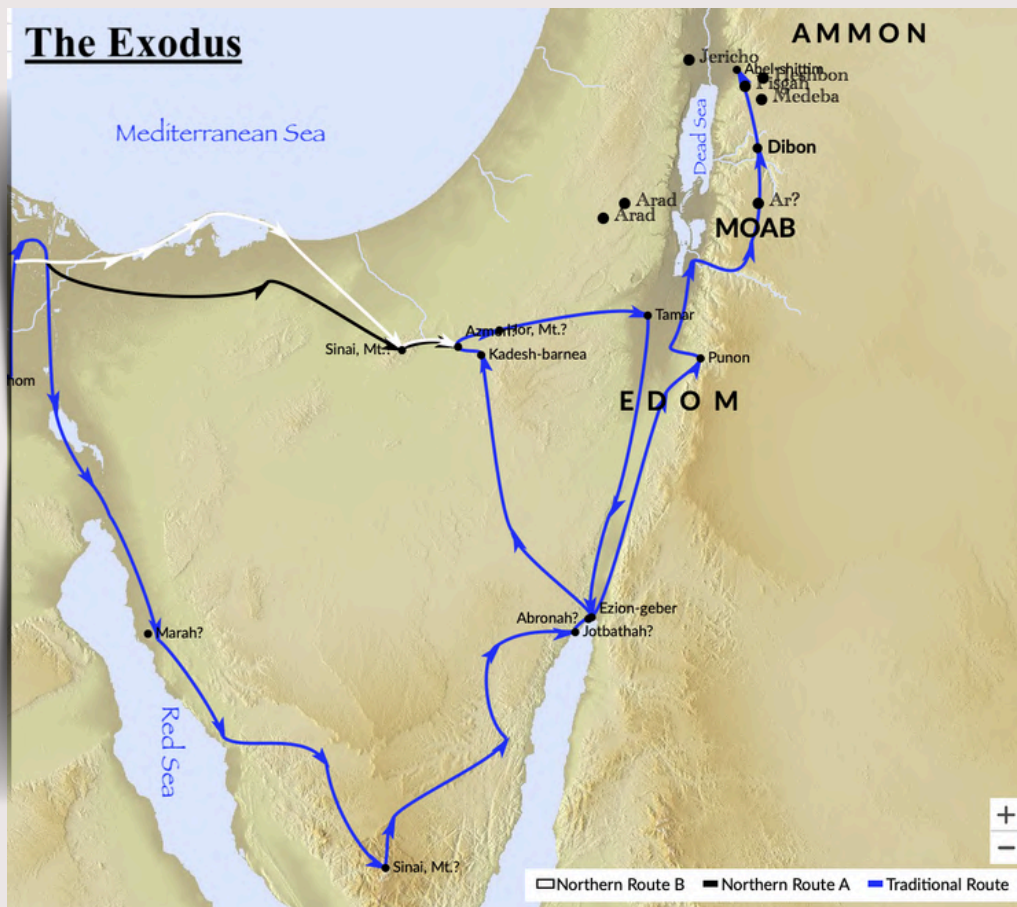 The Exodus
AMMON
Jericho
Abel-shittim
Heshbon
Pisgah
Medeba
Mediterranean Sea
Dead Sea
Dibon
Arad
Arad
Ar?
MOAB
Tamar
Hor, Mt.?
Sinai, Mt.?
Kadesh-barnea
Punon
hom
EDOM
Ezion-geber
Abronah?
Jotbathah?
Marah?
Red Sea
Sinai, Mt.?
+
−
Northern Route B
Northern Route A
Traditional Route